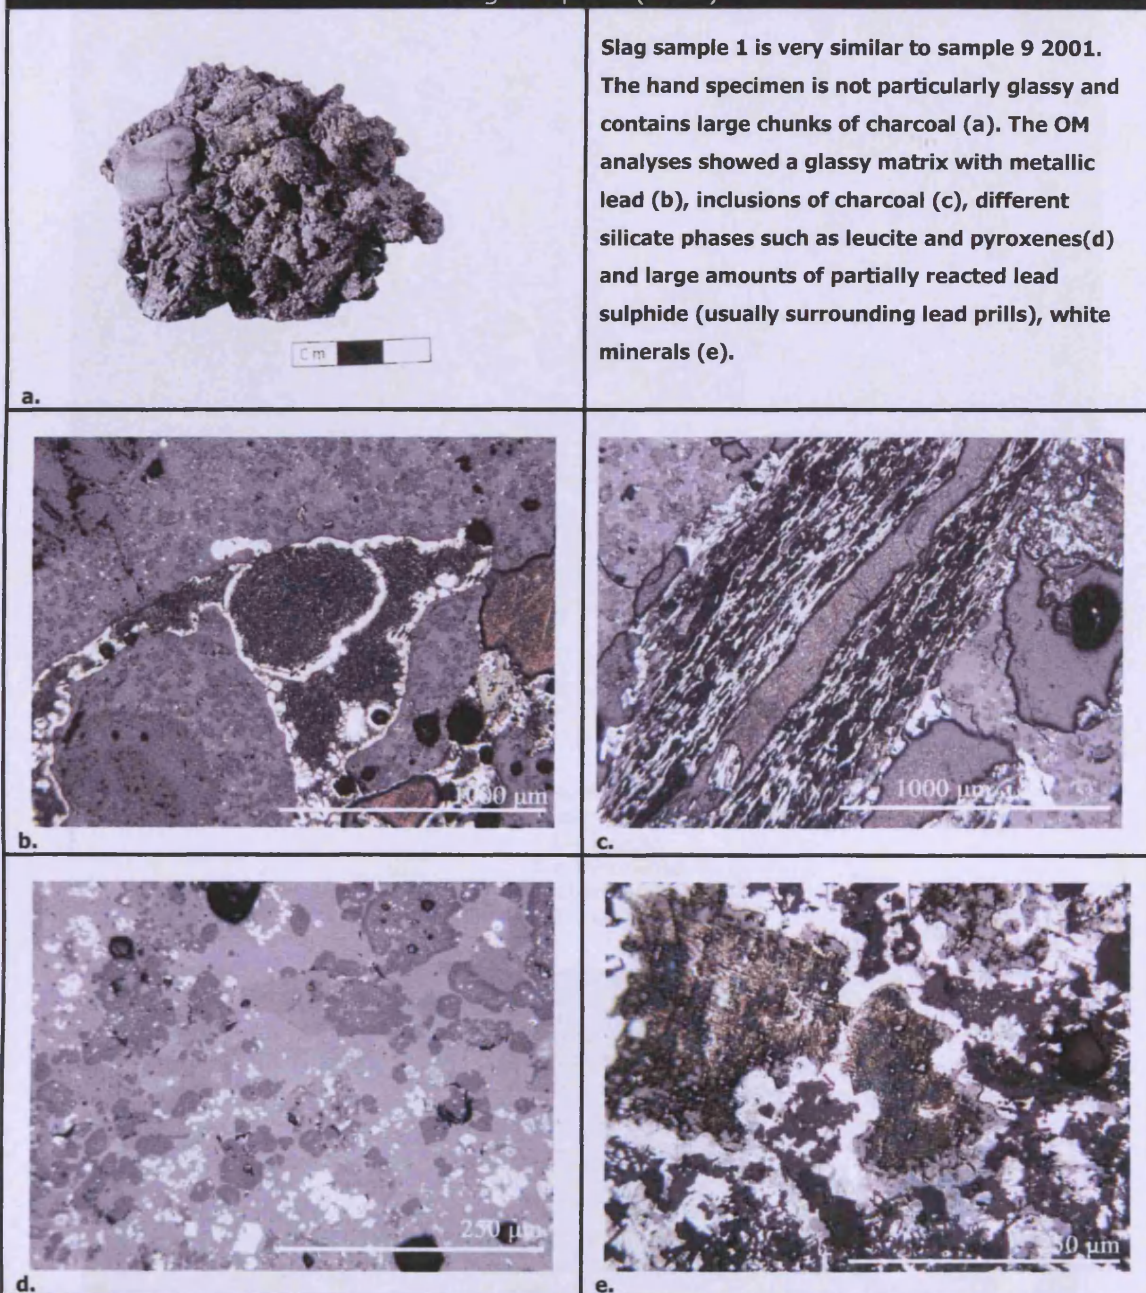 Slag sample 1 is very similar to sample 9 2001.
The hand specimen is not particularly glassy and
contains large chunks of charcoal (a). The OM
analyses showed a glassy matrix with metallic
lead (b), inclusions of charcoal (c), different
silicate phases such as leucite and pyroxenes(d)
and large amounts of partially reacted lead
sulphide (usually surrounding lead prills), white
minerals (e).
Cm
a.
1000 µm
b.
1000 µm
c.
250 µm
d.
µm
e.